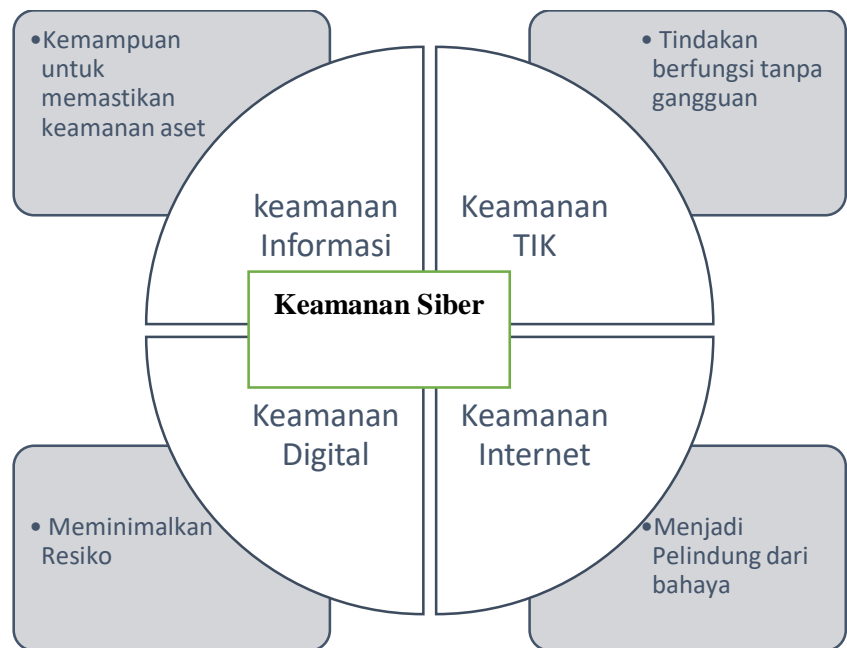 •Kemampuan
untuk
memastikan
keamanan aset
• Tindakan
berfungsi tanpa
gangguan
keamanan
Informasi
Keamanan
TIK
Keamanan Siber
Keamanan
Digital
Keamanan
Internet
• Meminimalkan
Resiko
•Menjadi
Pelindung dari
bahaya